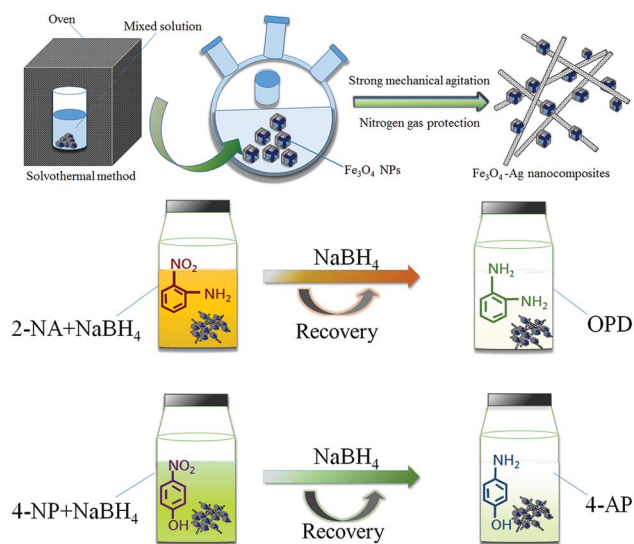 Oven
Mixed solution
Solvothermal method
Fe₃O₄ NPs
Strong mechanical agitation
Nitrogen gas protection
Fe₃O₄-Ag nanocomposites
NO₂
NH₂
2-NA+NaBH₄
NaBH₄
Recovery
NH₂
NH₂
OPD
NO₂
OH
4-NP+NaBH₄
NaBH₄
Recovery
NH₂
OH
4-AP